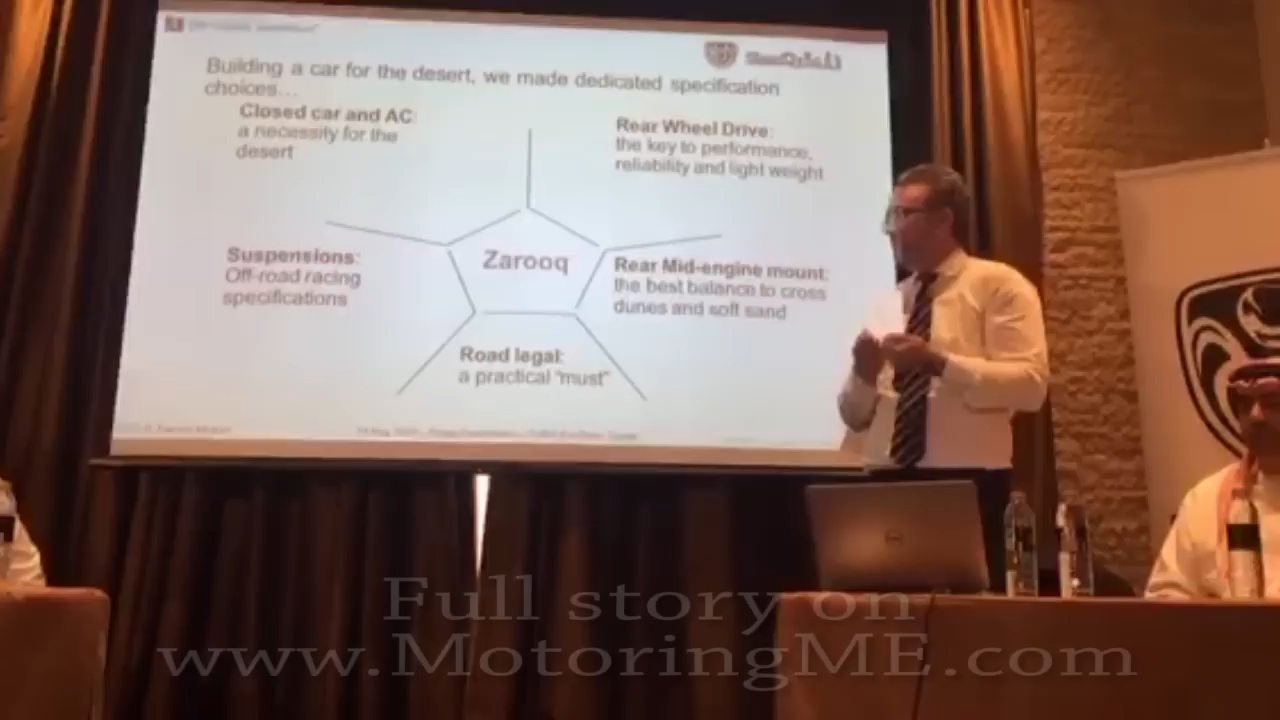 Building a car for the desert, we made dedicated specification
choices...
Closed car and AC:
a necessity for the
desert
Rear Wheel Drive:
the key to performance,
reliability and light weight
Zarooq
Suspensions:
Off-road racing
specifications
Rear Mid-engine mount:
the best balance to cross
dunes and soft sand
Road legal:
a practical "must"
Full story on
www.MotoringME.com